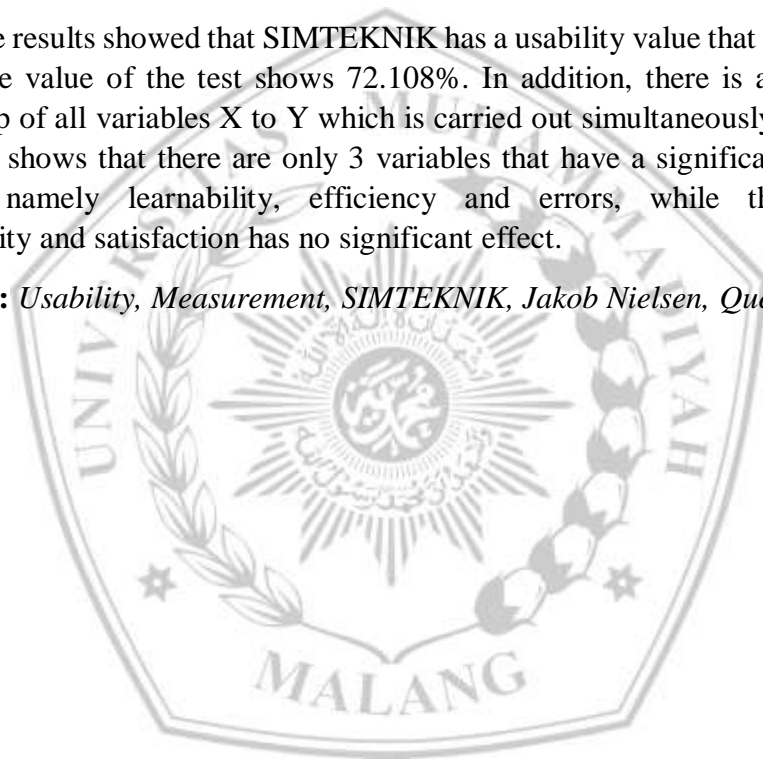 e results showed that SIMTEKNIK has a usability value that
e value of the test shows 72.108%. In addition, there is a
p of all variables X to Y which is carried out simultaneously
shows that there are only 3 variables that have a significa
namely learnability, efficiency and errors, while th
ity and satisfaction has no significant effect.
: Usability, Measurement, SIMTEKNIK, Jakob Nielsen, Que
UNIVERSITAS MUHAMMADIYAH
MALANG